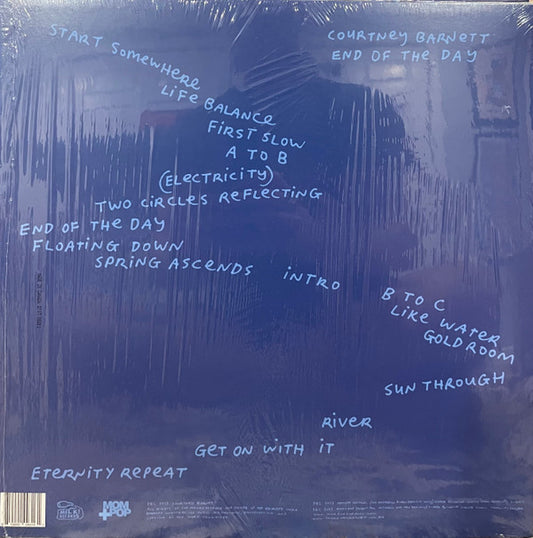 COURTNEY BARNETT
END OF THE DAY
START SOMEWHERE
LIFE BALANCE
FIRST SLOW
A TO B
(ELECTRICITY)
TWO CIRCLES REFLECTING
END OF THE DAY
FLOATING DOWN
SPRING ASCENDS
INTRO
B TO C
LIKE WATER
GOLD ROOM
SUN THROUGH
RIVER
GET ON WITH IT
ETERNITY REPEAT
MILK!
RECORDS
MOM
+POP